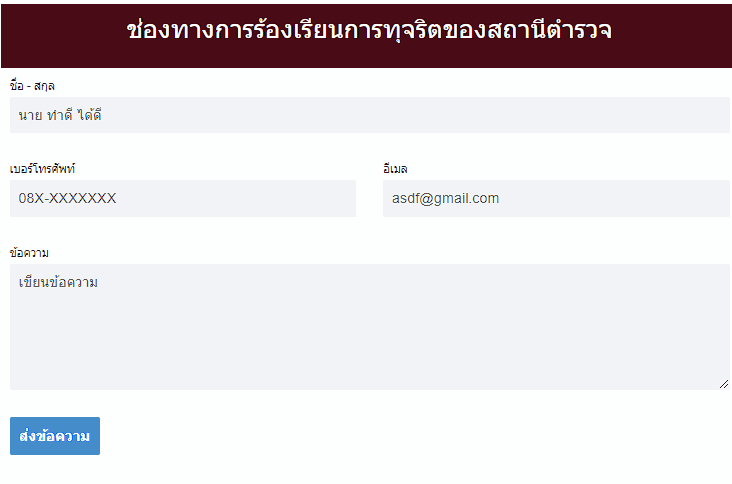 ช่องทางการร้องเรียนการทุจริตของสถานีตำรวจ
ชื่อ - สกุล
นาย ทำดี ได้ดี
เบอร์โทรศัพท์
อีเมล
08X-XXXXXXX
asdf@gmail.com
ข้อความ
เขียนข้อความ
ส่งข้อความ